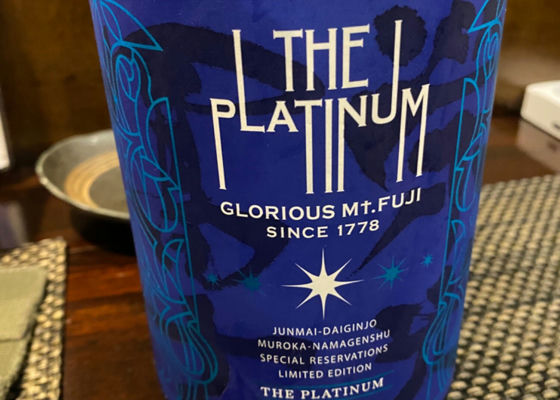 THE
PLATINUM
GLORIOUS Mt.FUJI
SINCE 1778
JUNMAI-DAIGINJO
MUROKA-NAMAGENSHU
SPECIAL RESERVATIONS
LIMITED EDITION
THE PLATINUM